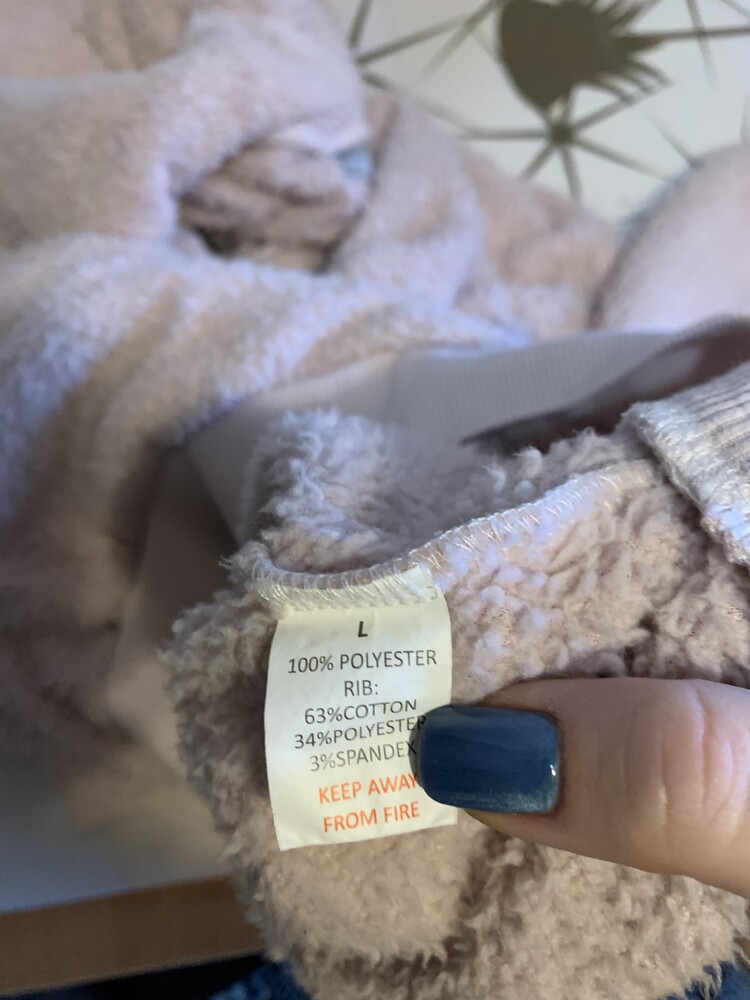 L
100% POLYESTER
RIB:
63%COTTON
34%POLYESTER
3%SPANDEX
KEEP AWAY
FROM FIRE